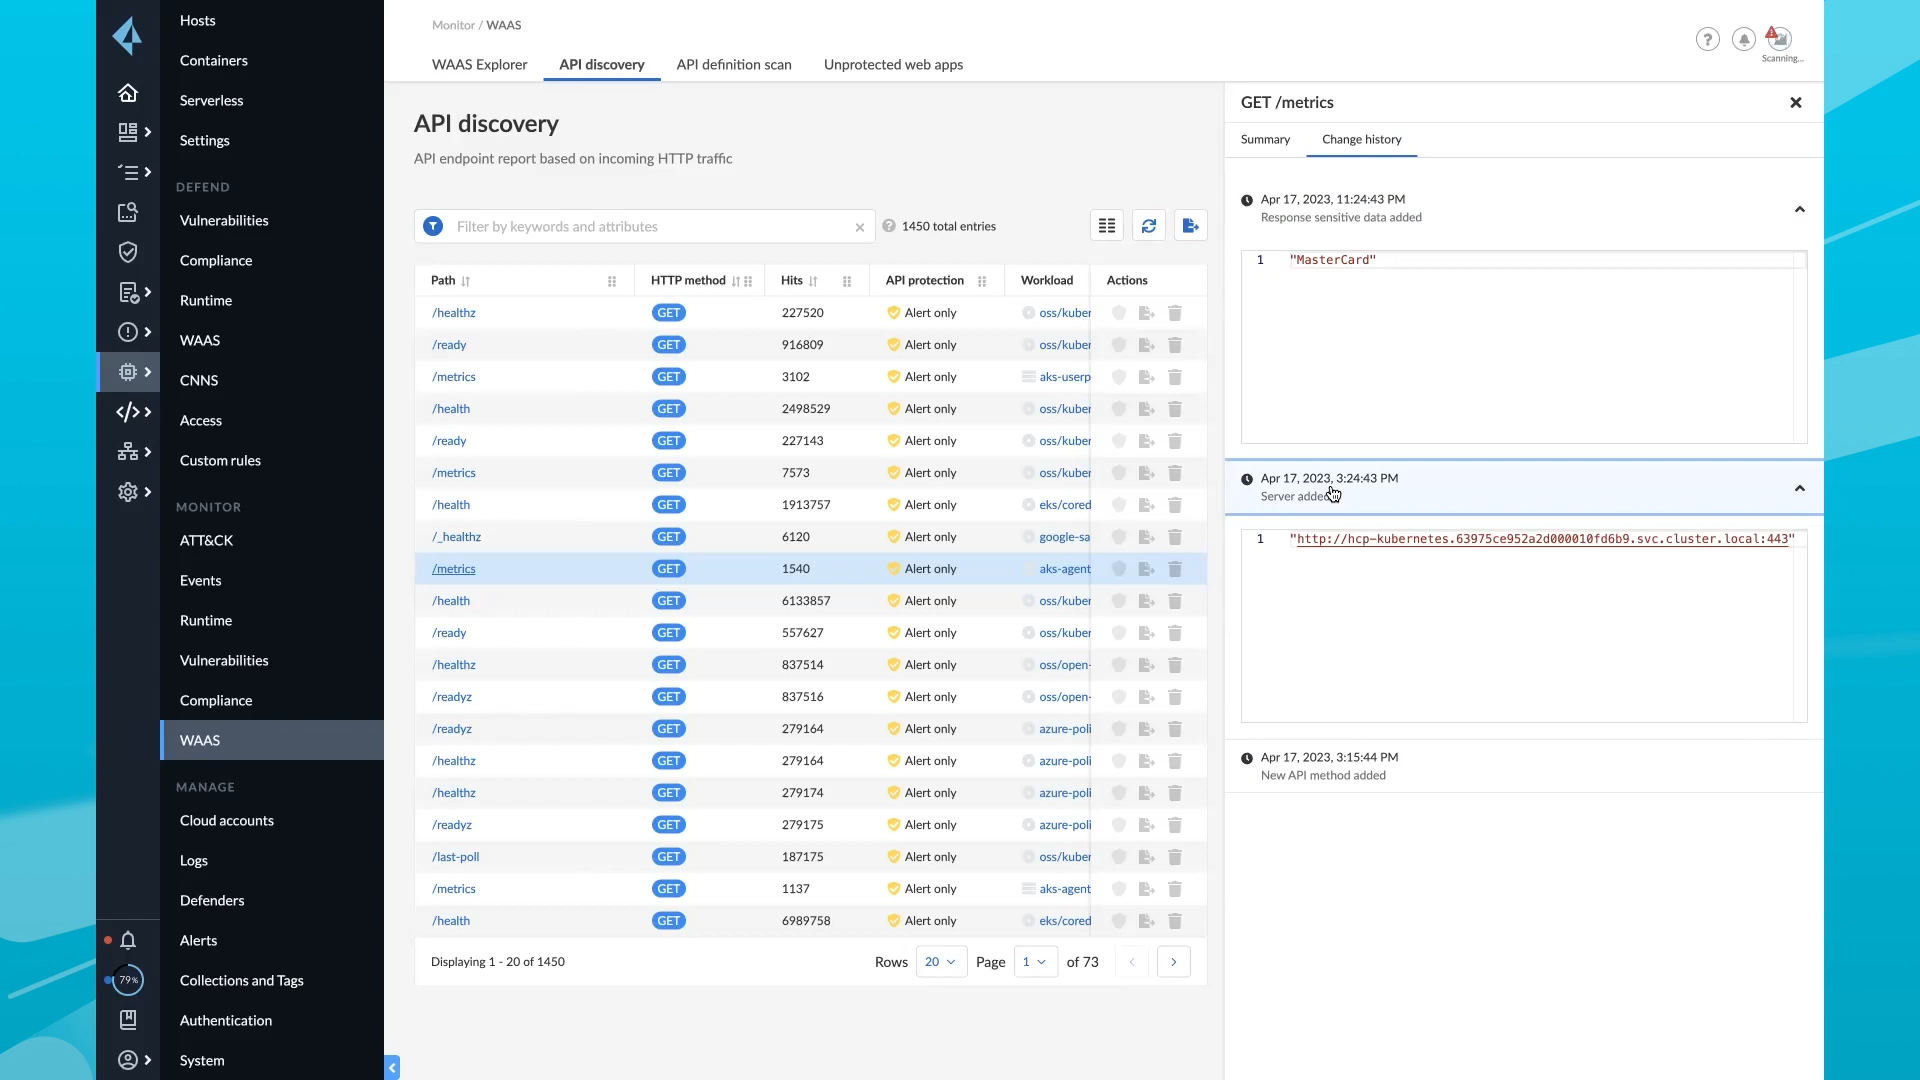 Hosts
Containers
Serverless
Settings
DEFEND
Vulnerabilities
Compliance
Runtime
WAAS
CNNS
Access
Custom rules
MONITOR
ATT&CK
Events
Runtime
Vulnerabilities
Compliance
WAAS
MANAGE
Cloud accounts
Logs
Defenders
Alerts
79%
Collections and Tags
Authentication
System
Monitor / WAAS
WAAS Explorer API discovery API definition scan Unprotected web apps
Scanning...
API discovery
API endpoint report based on incoming HTTP traffic
Filter by keywords and attributes
1450 total entries
Path HTTP method Hits API protection Workload Actions
/healthz GET 227520 Alert only oss/kuber
/ready GET 916809 Alert only oss/kuber
/metrics GET 3102 Alert only aks-userp
/health GET 2498529 Alert only oss/kuber
/ready GET 227143 Alert only oss/kuber
/metrics GET 7573 Alert only oss/kuber
/health GET 1913757 Alert only eks/cored
/_healthz GET 6120 Alert only google-sa
/metrics GET 1540 Alert only aks-agent
/health GET 6133857 Alert only oss/kuber
/ready GET 557627 Alert only oss/kuber
/healthz GET 837514 Alert only oss/open-
/readyz GET 837516 Alert only oss/open-
/readyz GET 279164 Alert only azure-poli
/healthz GET 279164 Alert only azure-poli
/healthz GET 279174 Alert only azure-poli
/readyz GET 279175 Alert only azure-poli
/last-poll GET 187175 Alert only oss/kuber
/metrics GET 1137 Alert only aks-agent
/health GET 6989758 Alert only eks/cored
Displaying 1 - 20 of 1450 Rows 20 Page 1 of 73
GET /metrics
Summary Change history
Apr 17, 2023, 11:24:43 PM
Response sensitive data added
1 "MasterCard"
Apr 17, 2023, 3:24:43 PM
Server added
1 "http://hcp-kubernetes.63975ce952a2d000010fd6b9.svc.cluster.local:443"
Apr 17, 2023, 3:15:44 PM
New API method added